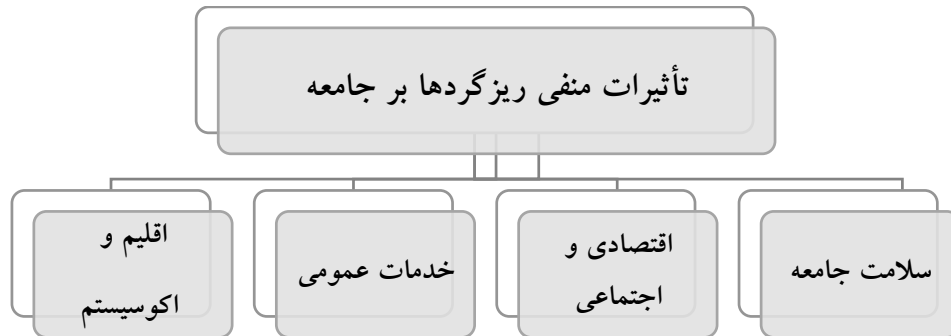 تأثیرات منفی ریزگردها بر جامعه
سلامت جامعه
اقتصادی و
اجتماعی
خدمات عمومی
اقلیم و
اکوسیستم